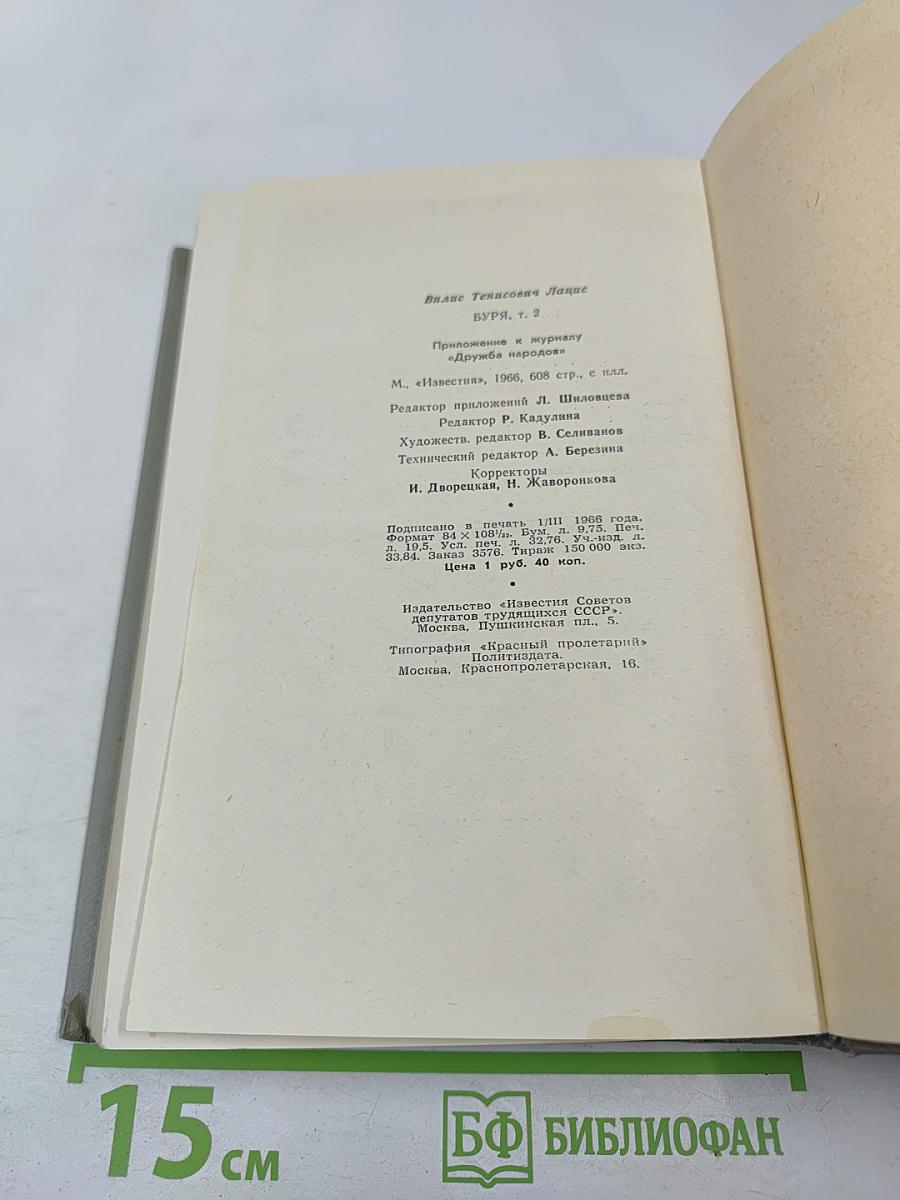 Вилис Тенисович Лацис
БУРЯ, т. 2
Приложение к журналу
«Дружба народов»
М., «Известия», 1966, 608 стр., с илл.
Редактор приложений Л. Шиловцева
Редактор Р. Кадулина
Художеств. редактор В. Селиванов
Технический редактор А. Березина
Корректоры
И. Дворецкая, Н. Жаворонкова
Подписано в печать 1/III 1966 года.
Формат 84 × 108¹/₃₂. Бум. л. 9,75. Печ.
л. 19,5. Усл. печ. л. 32,76. Уч.-изд. л.
33,84. Заказ 3576. Тираж 150 000 экз.
Цена 1 руб. 40 коп.
Издательство «Известия Советов
депутатов трудящихся СССР».
Москва, Пушкинская пл., 5.
Типография «Красный пролетарий»
Политиздата.
Москва, Краснопролетарская, 16.
15 см
БФ БИБЛИОФАН